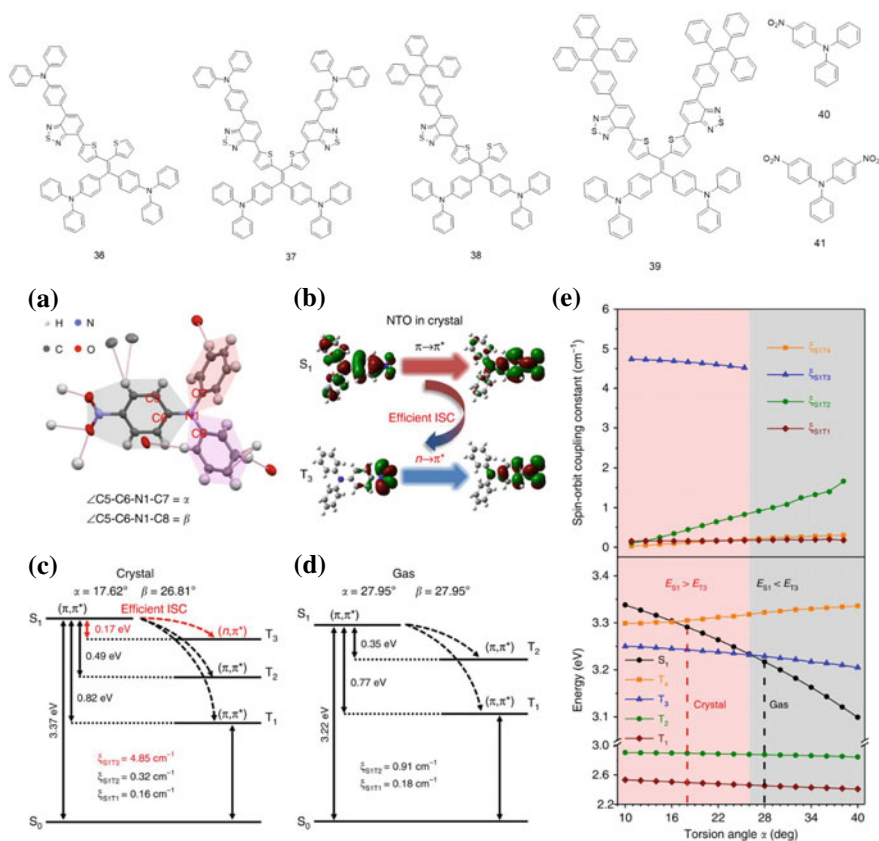 N
N
S
N
S
S
N
N
36
N
N
N
S
N
N
S
N
S
S
N
N
37
N
S
N
S
S
N
N
38
N
S
N
N
S
N
S
S
N
N
39
O₂N
N
40
O₂N
NO₂
N
41
(a)
H
N
C
O
C6
N1
∠C5-C6-N1-C7 = α
∠C5-C6-N1-C8 = β
(b)
NTO in crystal
S₁
π→π*
Efficient ISC
n→π*
T₃
(c)
Crystal
α = 17.62° β = 26.81°
S₁
(π,π*)
Efficient ISC
0.17 eV
(n,π*)
T₃
0.49 eV
(π,π*)
T₂
0.82 eV
(π,π*)
T₁
3.37 eV
ξS1T3 = 4.85 cm⁻¹
ξS1T2 = 0.32 cm⁻¹
ξS1T1 = 0.16 cm⁻¹
S₀
(d)
Gas
α = 27.95° β = 27.95°
S₁
(π,π*)
0.35 eV
(π,π*)
T₂
0.77 eV
(π,π*)
T₁
3.22 eV
ξS1T2 = 0.91 cm⁻¹
ξS1T1 = 0.18 cm⁻¹
S₀
(e)
Spin-orbit coupling constant (cm⁻¹)
5
4
3
2
1
0
ξS1T4
ξS1T3
ξS1T2
ξS1T1
Energy (eV)
3.4
3.3
3.2
3.1
3.0
2.6
2.2
ES1 > ET3
ES1 < ET3
S₁
T₄
T₃
T₂
T₁
Crystal
Gas
10 16 22 28 34 40
Torsion angle α (deg)